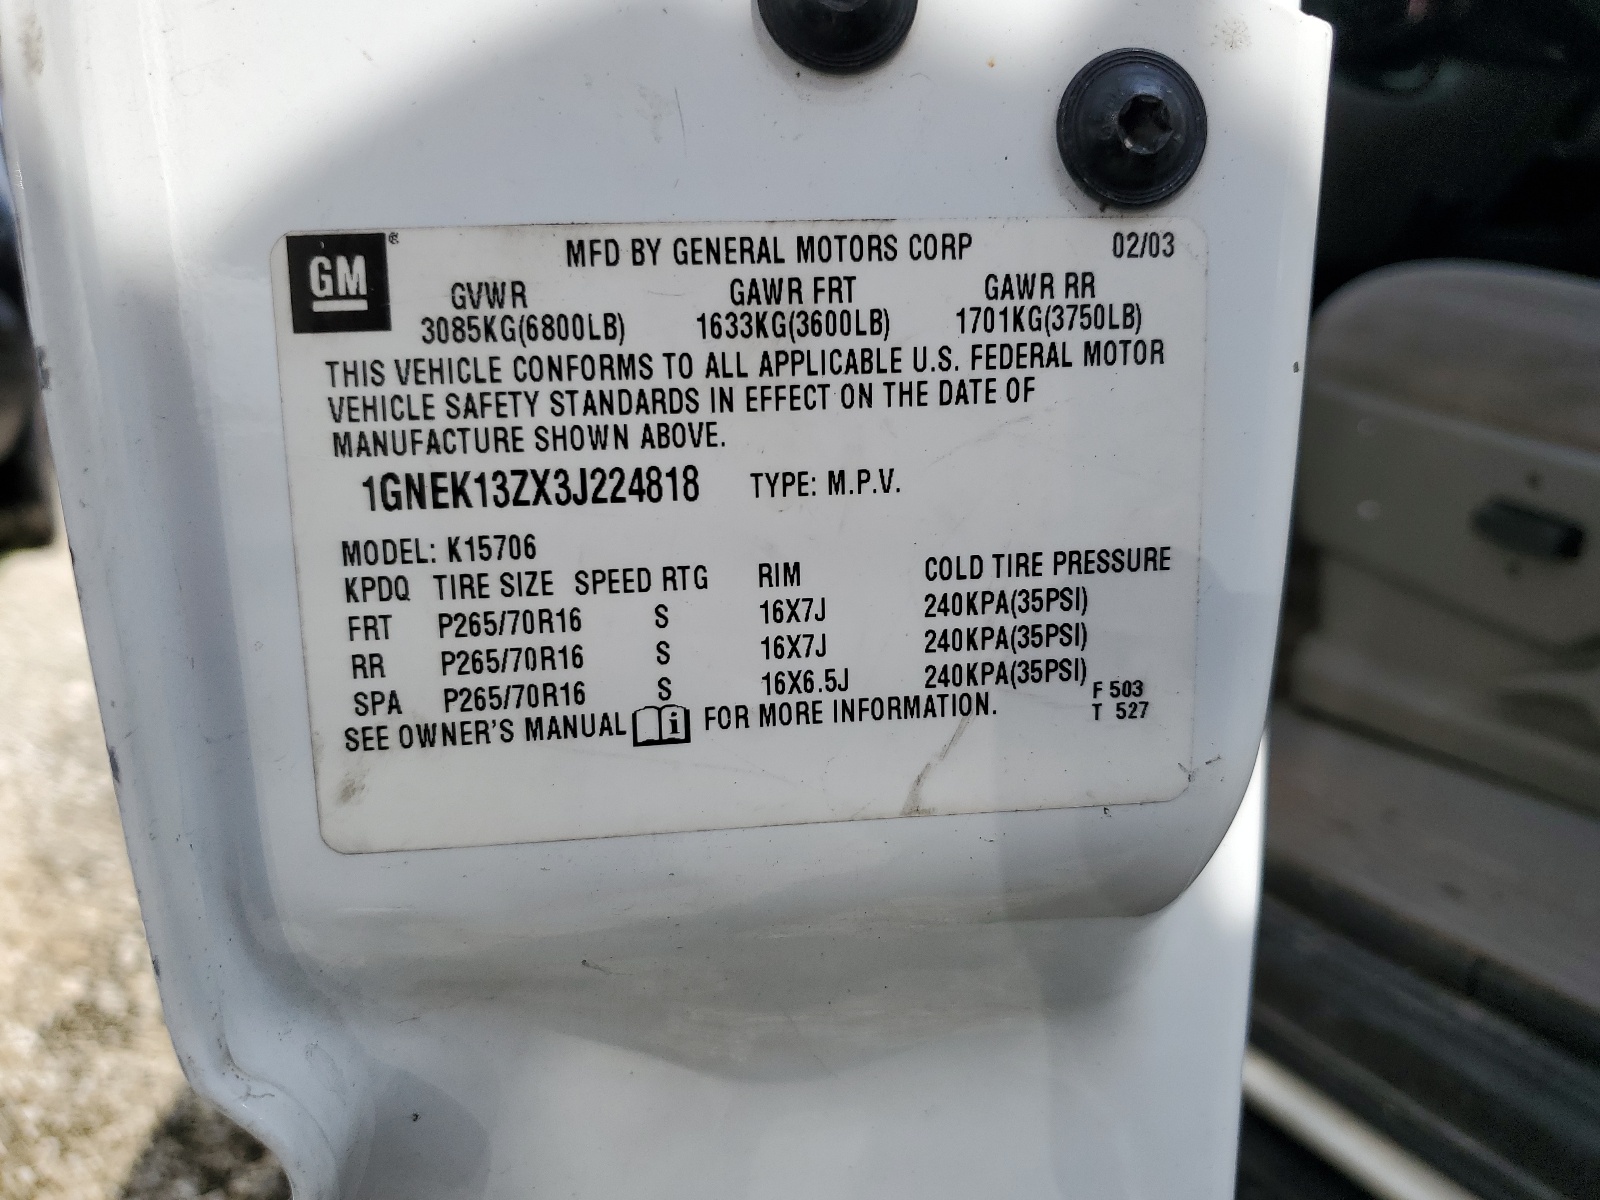 GM ®
MFD BY GENERAL MOTORS CORP 02/03
GVWR GAWR FRT GAWR RR
3085KG(6800LB) 1633KG(3600LB) 1701KG(3750LB)
THIS VEHICLE CONFORMS TO ALL APPLICABLE U.S. FEDERAL MOTOR
VEHICLE SAFETY STANDARDS IN EFFECT ON THE DATE OF
MANUFACTURE SHOWN ABOVE.
1GNEK13ZX3J224818 TYPE: M.P.V.
MODEL: K15706
KPDQ TIRE SIZE SPEED RTG RIM COLD TIRE PRESSURE
FRT P265/70R16 S 16X7J 240KPA(35PSI)
RR P265/70R16 S 16X7J 240KPA(35PSI)
SPA P265/70R16 S 16X6.5J 240KPA(35PSI)
SEE OWNER'S MANUAL i FOR MORE INFORMATION.
F 503
T 527